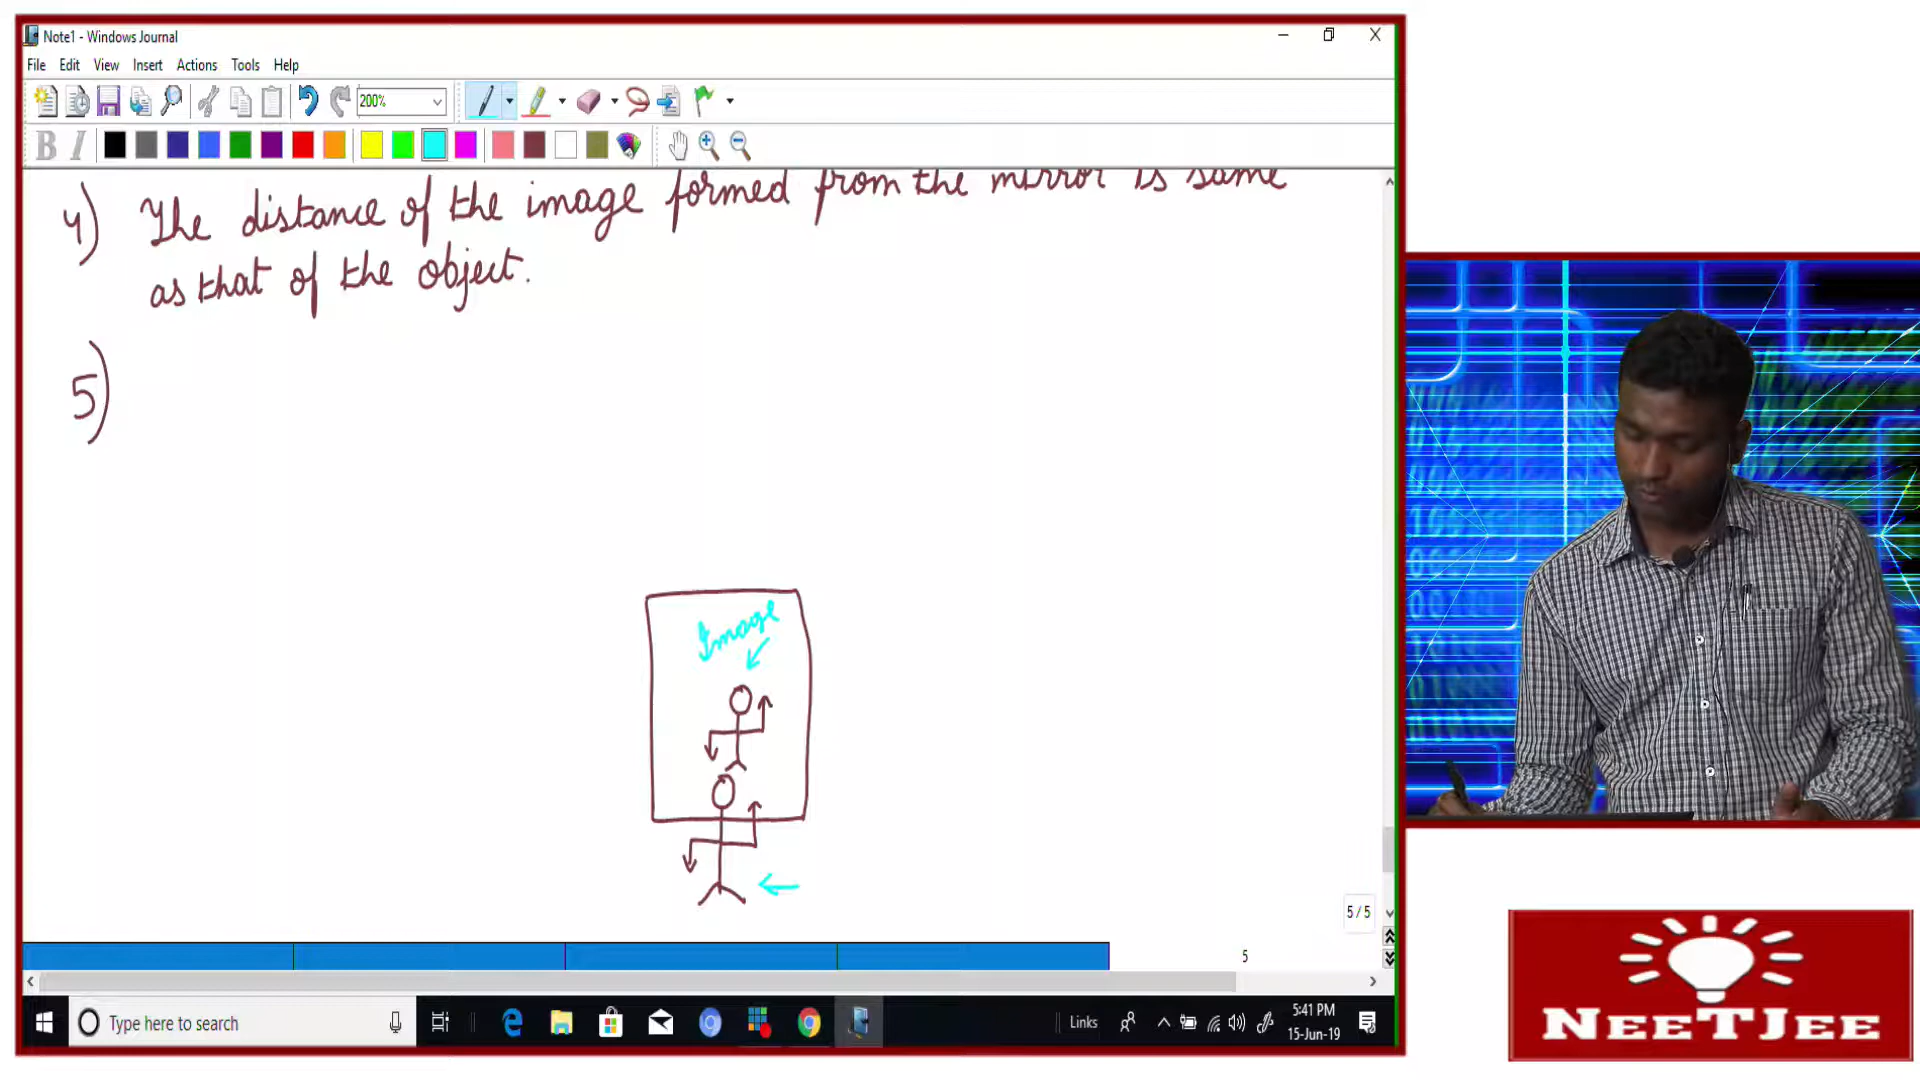 Note1 - Windows Journal
File Edit View Insert Actions Tools Help
200%
B I
4) The distance of the image formed from the mirror is same
as that of the object.
5)
Image
5 / 5
5
Type here to search
Links
5:41 PM
15-Jun-19
NEETJEE